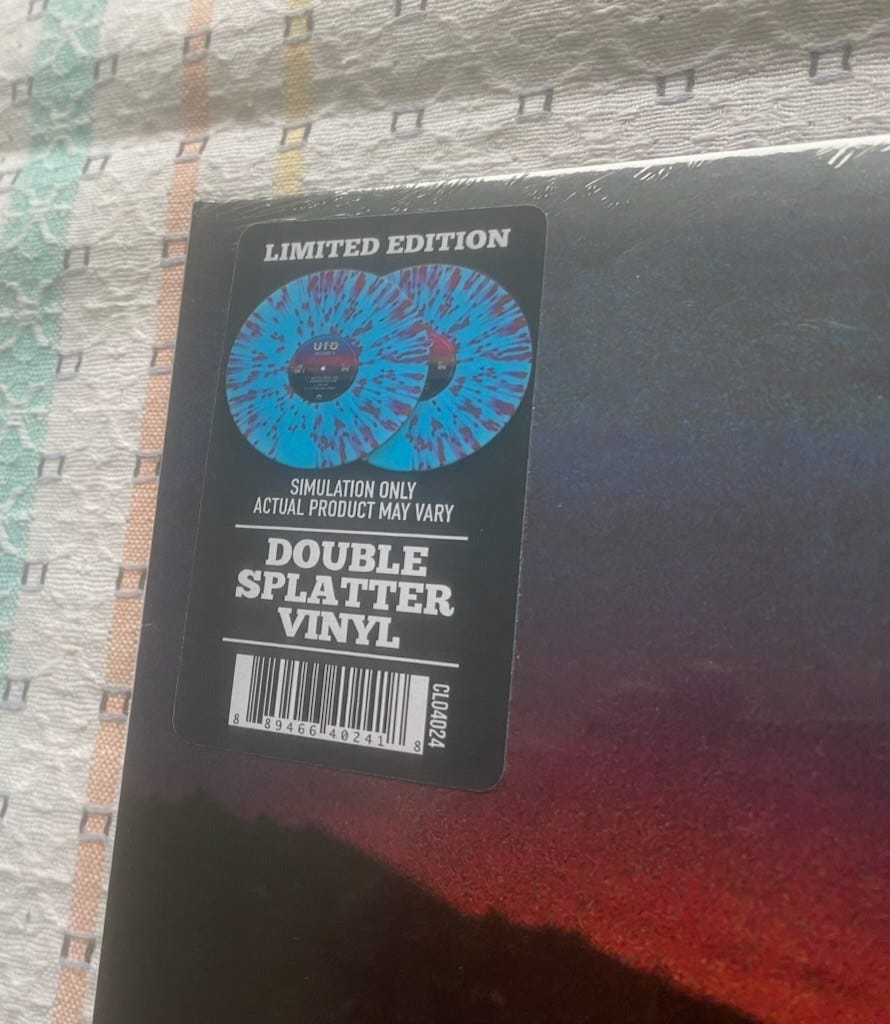 LIMITED EDITION
UFO
SIMULATION ONLY
ACTUAL PRODUCT MAY VARY
DOUBLE
SPLATTER
VINYL
8 89466 40241 8
CLO4024